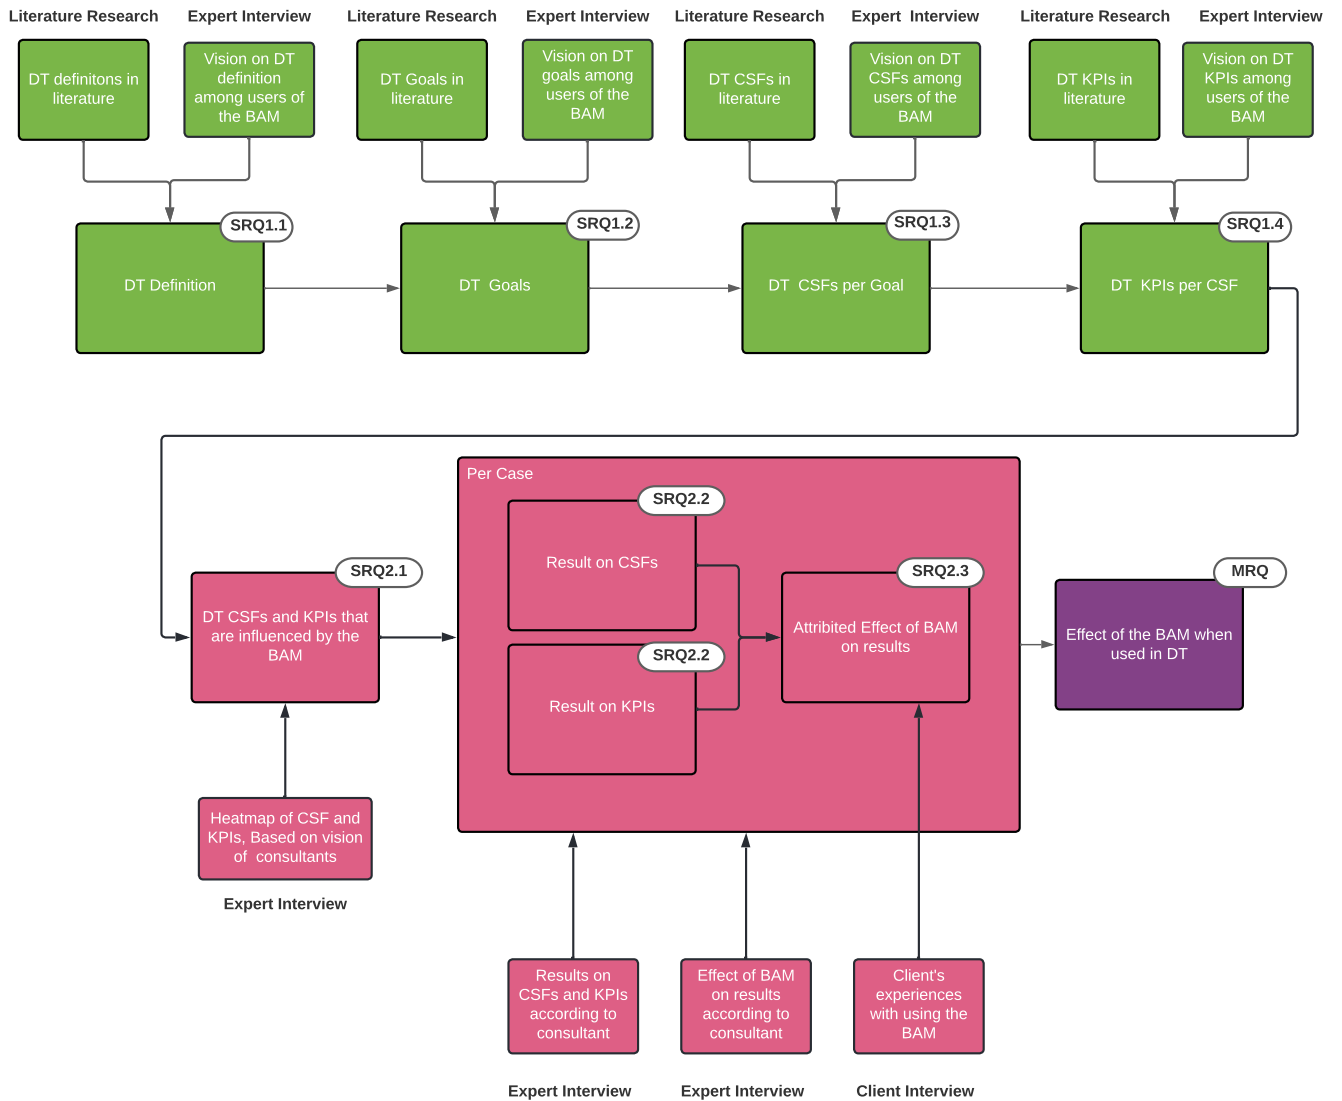 Literature Research
Expert Interview
Literature Research
Expert Interview
Literature Research
Expert  Interview
Literature Research
Expert Interview
DT definitons in
literature
Vision on DT
definition
among users of
the BAM
DT Goals in
literature
Vision on DT
goals among
users of the
BAM
DT CSFs in
literature
Vision on DT
CSFs among
users of the
BAM
DT KPIs in
literature
Vision on DT
KPIs among
users of the
BAM
SRQ1.1
DT Definition
SRQ1.2
DT  Goals
SRQ1.3
DT  CSFs per Goal
SRQ1.4
DT  KPIs per CSF
Per Case
SRQ2.1
DT CSFs and KPIs that
are influenced by the
BAM
SRQ2.2
Result on CSFs
SRQ2.2
Result on KPIs
SRQ2.3
Attribited Effect of BAM
on results
MRQ
Effect of the BAM when
used in DT
Heatmap of CSF and
KPIs, Based on vision
of  consultants
Expert Interview
Results on
CSFs and KPIs
according to
consultant
Effect of BAM
on results
according to
consultant
Client's
experiences
with using the
BAM
Expert Interview
Expert Interview
Client Interview